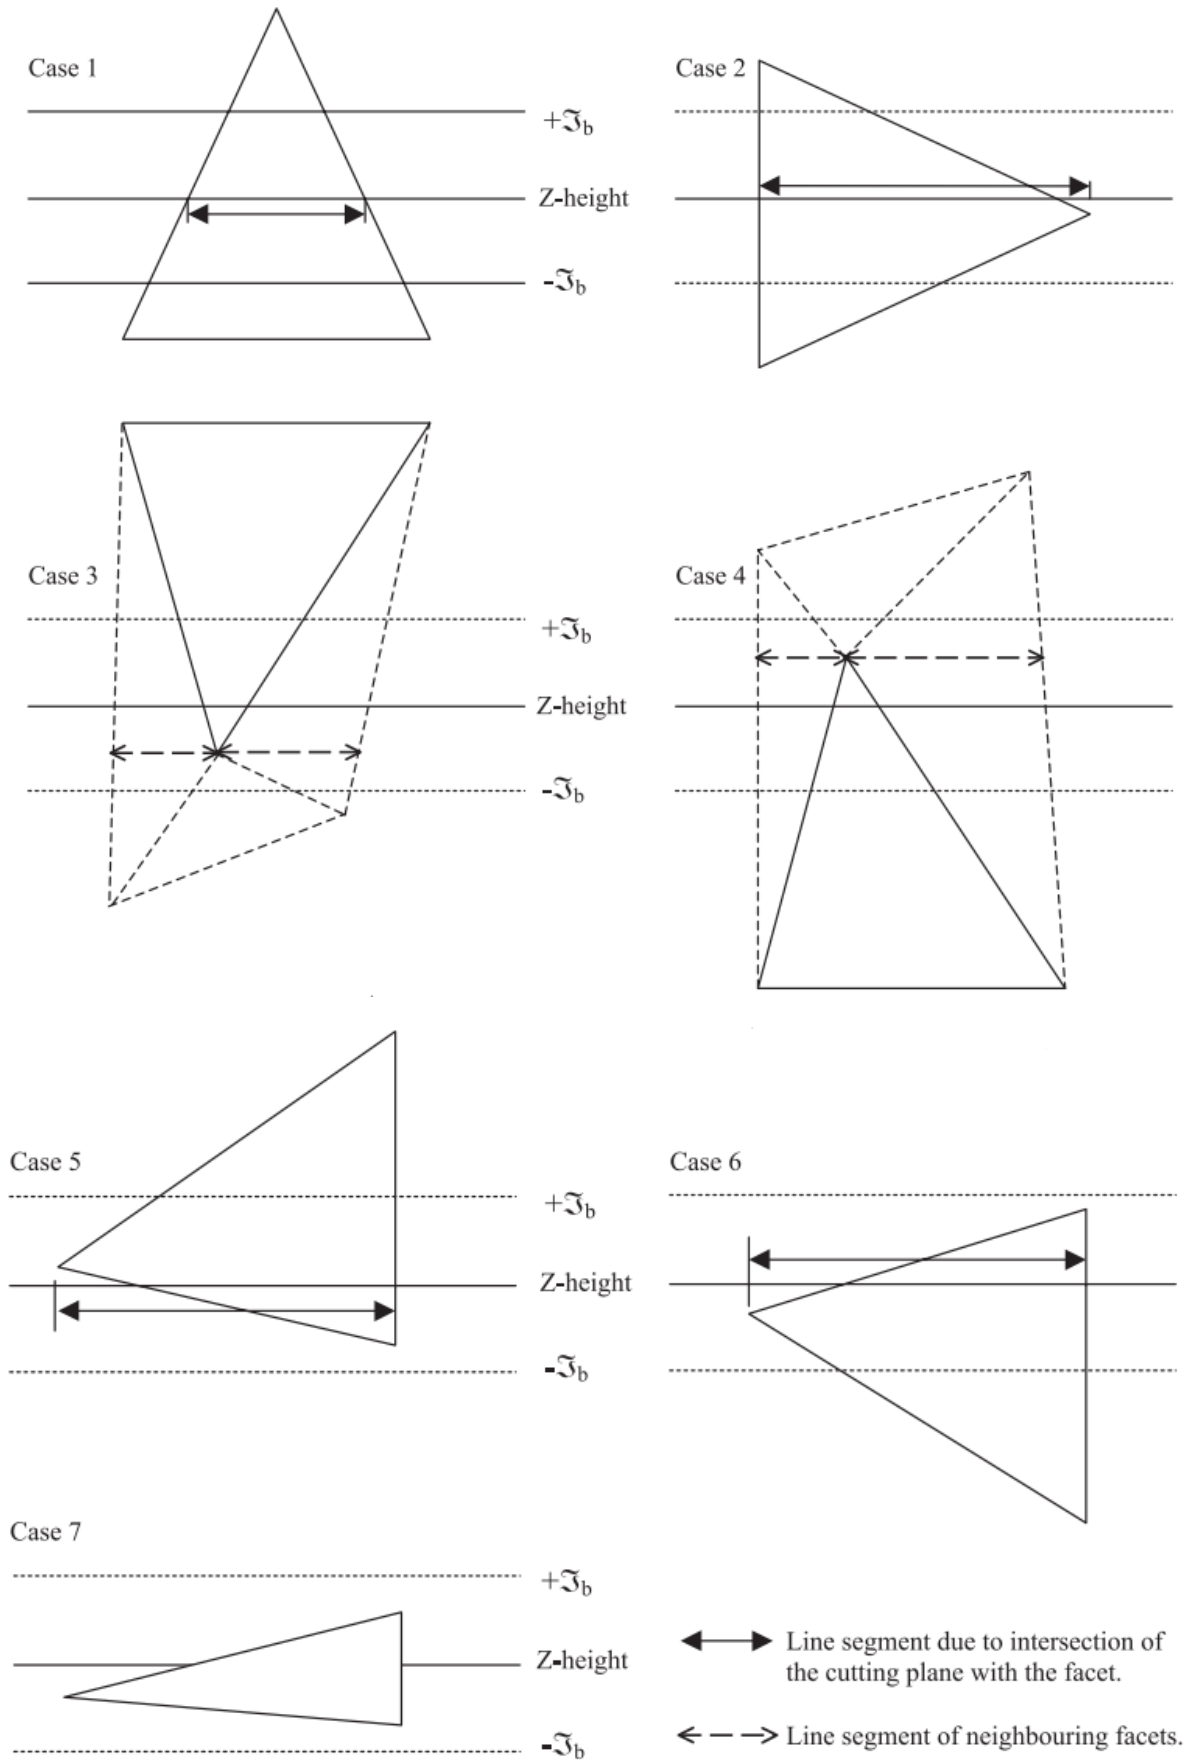 Case 1
Case 2
+ℑb
Z-height
-ℑb
Case 3
Case 4
+ℑb
Z-height
-ℑb
Case 5
Case 6
+ℑb
Z-height
-ℑb
Case 7
+ℑb
Z-height
-ℑb
Line segment due to intersection of
the cutting plane with the facet.
Line segment of neighbouring facets.